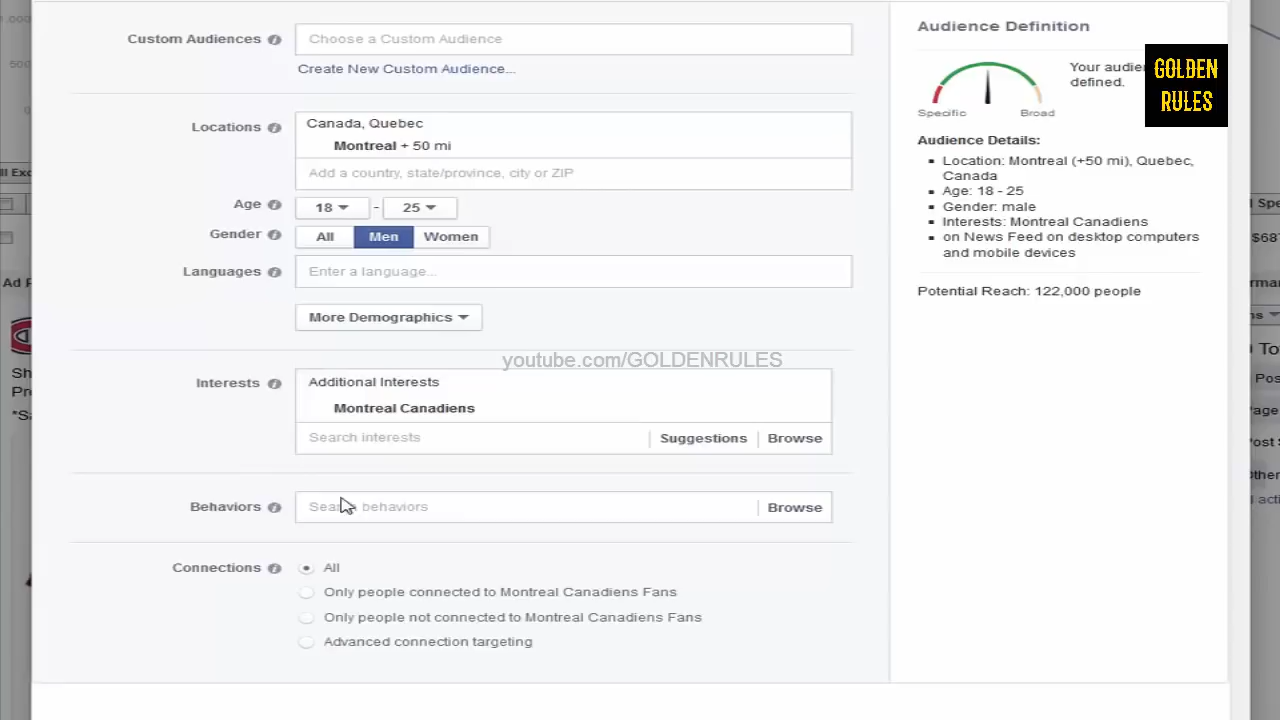 Custom Audiences
Choose a Custom Audience
Create New Custom Audience...
Locations
Canada, Quebec
Montreal + 50 mi
Add a country, state/province, city or ZIP
Age
18 - 25
Gender
All Men Women
Languages
Enter a language...
More Demographics
youtube.com/GOLDENRULES
Interests
Additional Interests
Montreal Canadiens
Search interests
Suggestions Browse
Behaviors
behaviors
Browse
Connections
All
Only people connected to Montreal Canadiens Fans
Only people not connected to Montreal Canadiens Fans
Advanced connection targeting
Audience Definition
Your
defined.
Specific Broad
GOLDEN
RULES
Audience Details:
Location: Montreal (+50 mi), Quebec,
Canada
Age: 18 - 25
Gender: male
Interests: Montreal Canadiens
on News Feed on desktop computers
and mobile devices
Potential Reach: 122,000 people